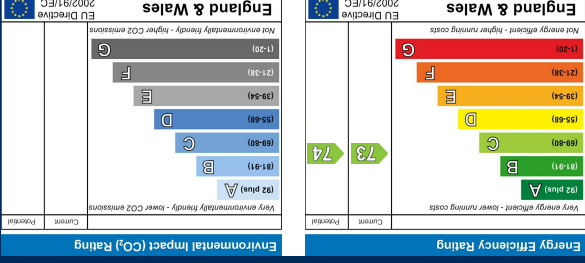 Energy Efficiency Rating
Current
Potential
Very energy efficient - lower running costs
(92 plus) A
(81-91) B
(69-80) C
(55-68) D
(39-54) E
(21-38) F
(1-20) G
73
74
Not energy efficient - higher running costs
England & Wales
EU Directive
2002/91/EC
Environmental Impact (CO₂) Rating
Current
Potential
Very environmentally friendly - lower CO2 emissions
(92 plus) A
(81-91) B
(69-80) C
(55-68) D
(39-54) E
(21-38) F
(1-20) G
Not environmentally friendly - higher CO2 emissions
England & Wales
EU Directive
2002/91/EC